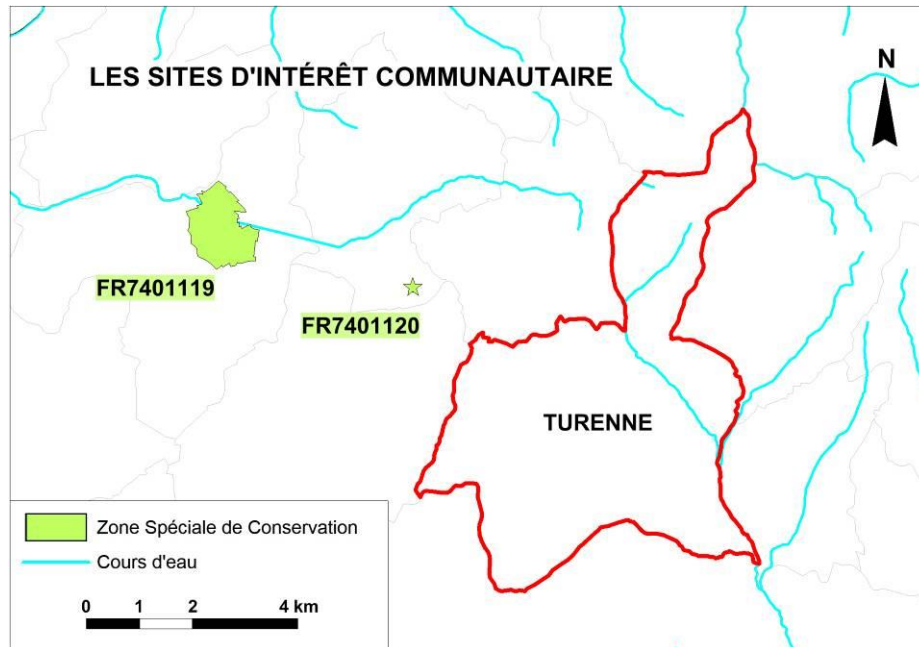 LES SITES D'INTÉRÊT COMMUNAUTAIRE
N
FR7401119
FR7401120
TURENNE
Zone Spéciale de Conservation
Cours d'eau
0 1 2 4 km